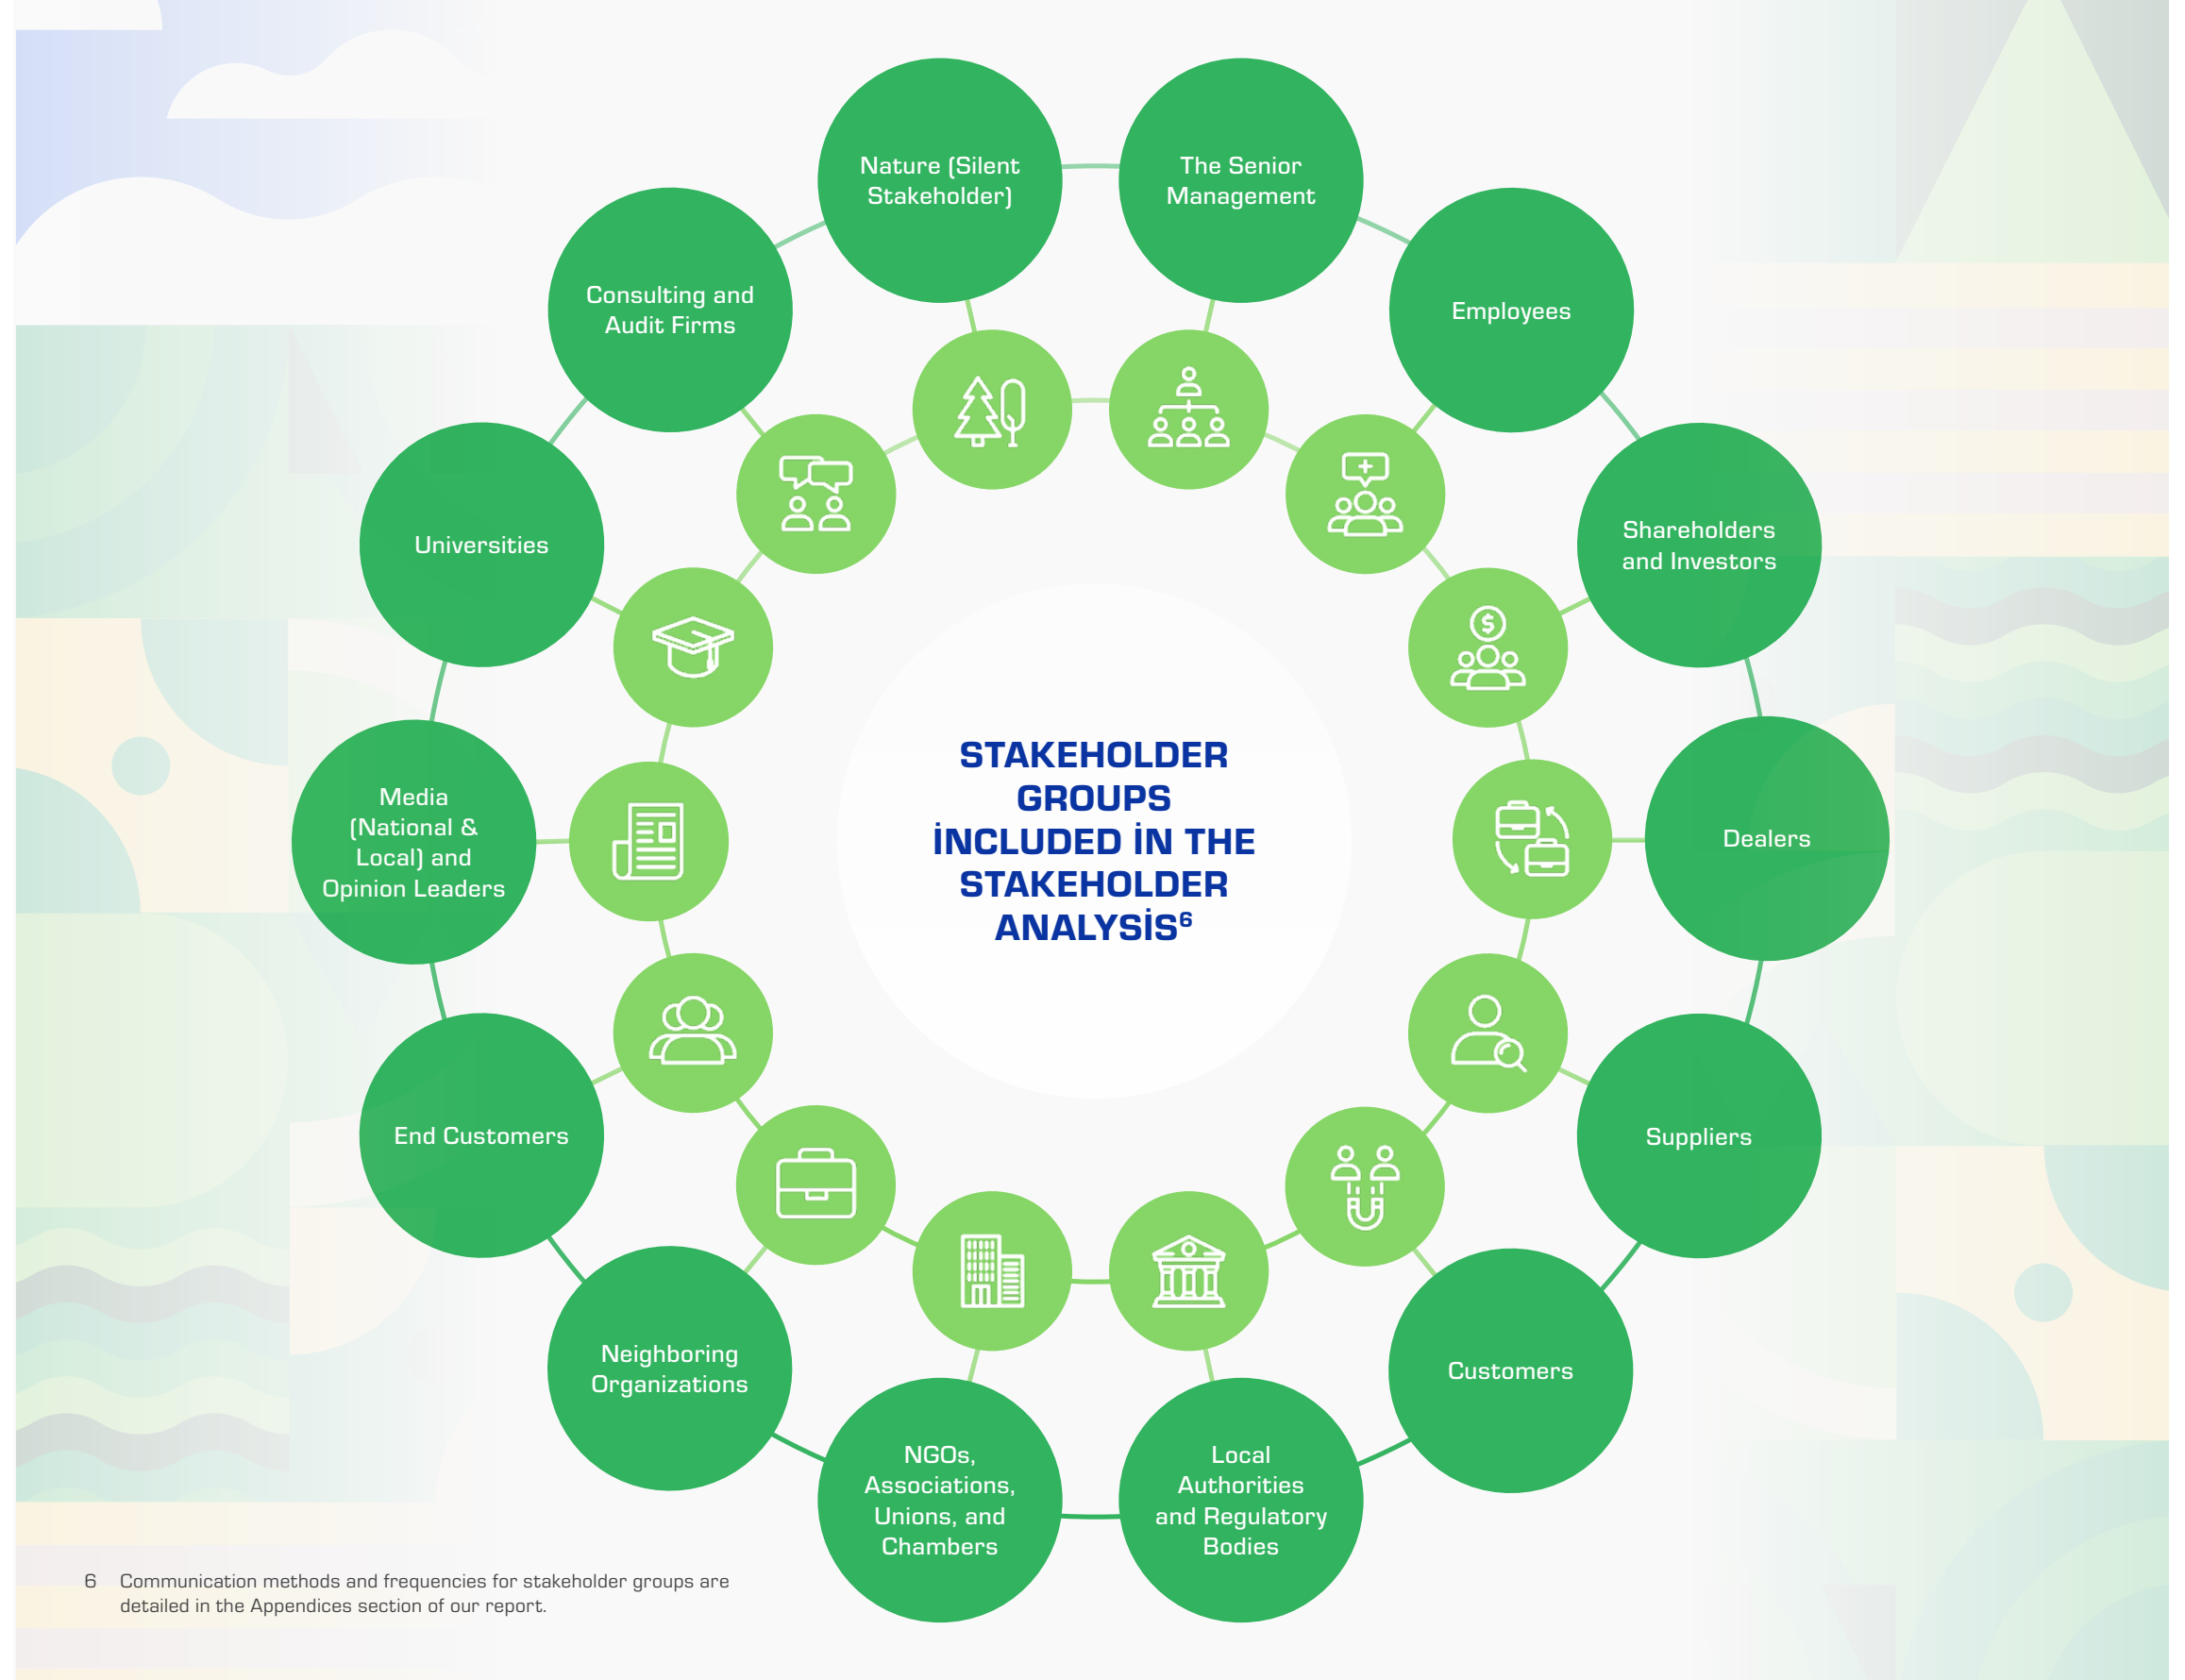 Nature (Silent
Stakeholder)
The Senior
Management
Consulting and
Audit Firms
Employees
Universities
Shareholders
and Investors
$
STAKEHOLDER
GROUPS
İNCLUDED İN THE
STAKEHOLDER
ANALYSİS⁶
Media
(National &
Local) and
Opinion Leaders
Dealers
End Customers
Suppliers
Neighboring
Organizations
Customers
NGOs,
Associations,
Unions, and
Chambers
Local
Authorities
and Regulatory
Bodies
6 Communication methods and frequencies for stakeholder groups are
detailed in the Appendices section of our report.